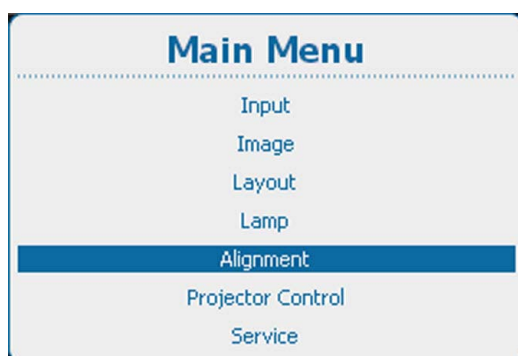 Main Menu
Input
Image
Layout
Lamp
Alignment
Projector Control
Service